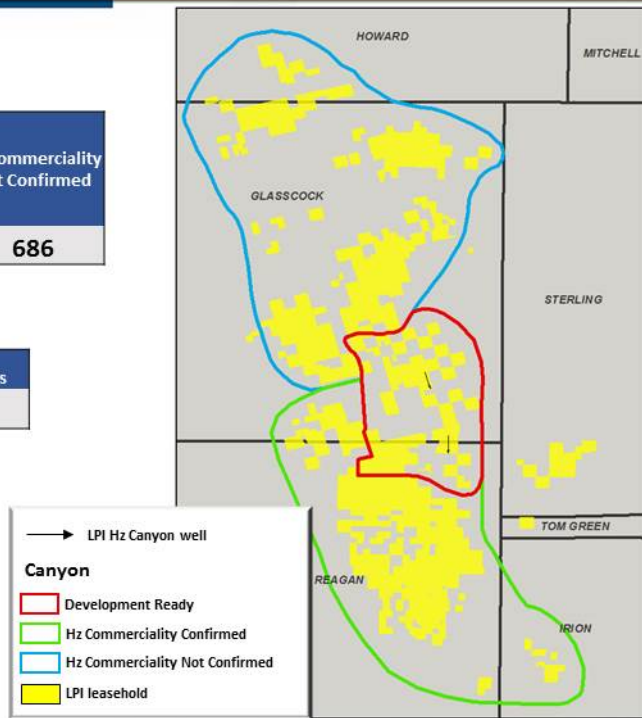 HOWARD
MITCHELL
Commerciality
t Confirmed
686
GLASSCOCK
STERLING
s
LPI Hz Canyon well
TOM GREEN
Canyon
REAGAN
Development Ready
IRION
Hz Commerciality Confirmed
Hz Commerciality Not Confirmed
LPI leasehold